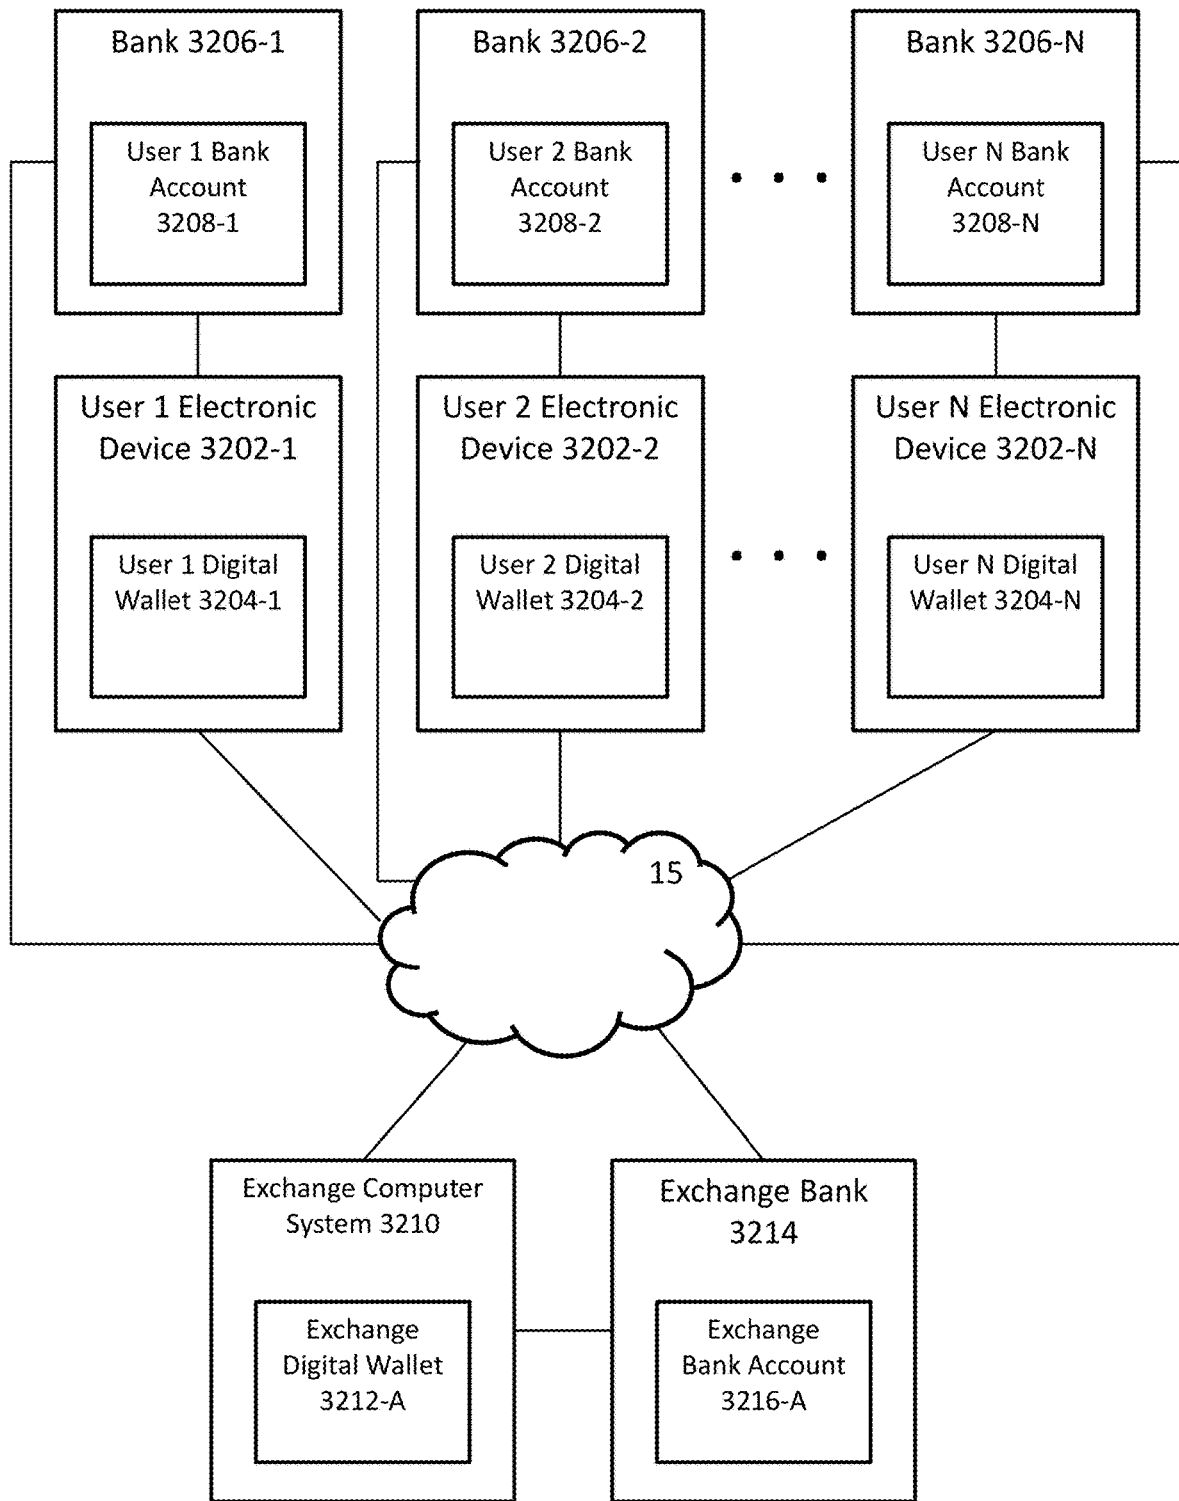 Bank 3206-1
User 1 Bank
Account
3208-1
Bank 3206-2
User 2 Bank
Account
3208-2
Bank 3206-N
User N Bank
Account
3208-N
User 1 Electronic
Device 3202-1
User 1 Digital
Wallet 3204-1
User 2 Electronic
Device 3202-2
User 2 Digital
Wallet 3204-2
User N Electronic
Device 3202-N
User N Digital
Wallet 3204-N
15
Exchange Computer
System 3210
Exchange
Digital Wallet
3212-A
Exchange Bank
3214
Exchange
Bank Account
3216-A